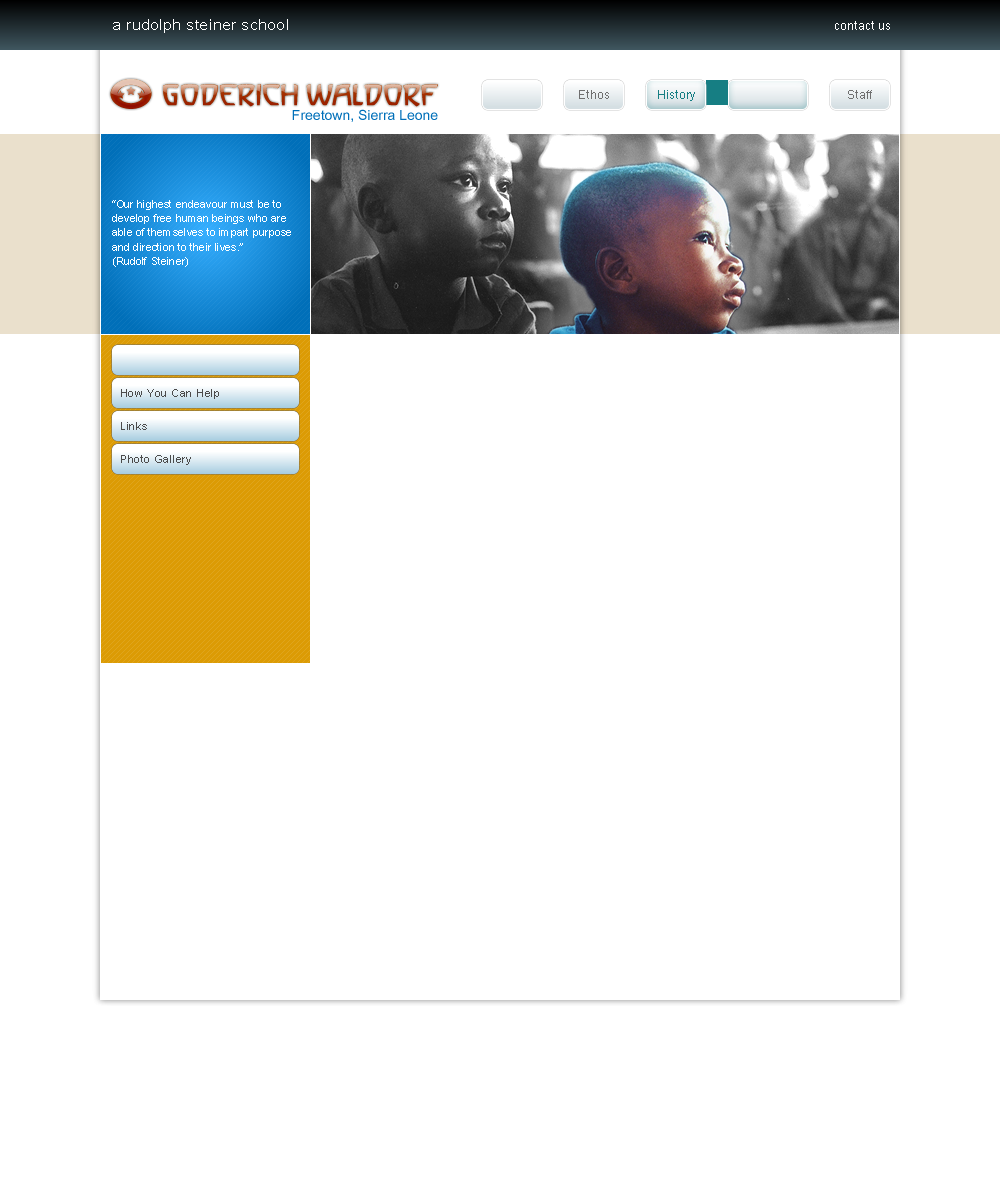 a rudolph steiner school
contact us
GODERICH WALDORF
Freetown, Sierra Leone
Ethos
History
Staff
“Our highest endeavour must be to
develop free human beings who are
able of themselves to impart purpose
and direction to their lives.”
(Rudolf Steiner)
How You Can Help
Links
Photo Gallery